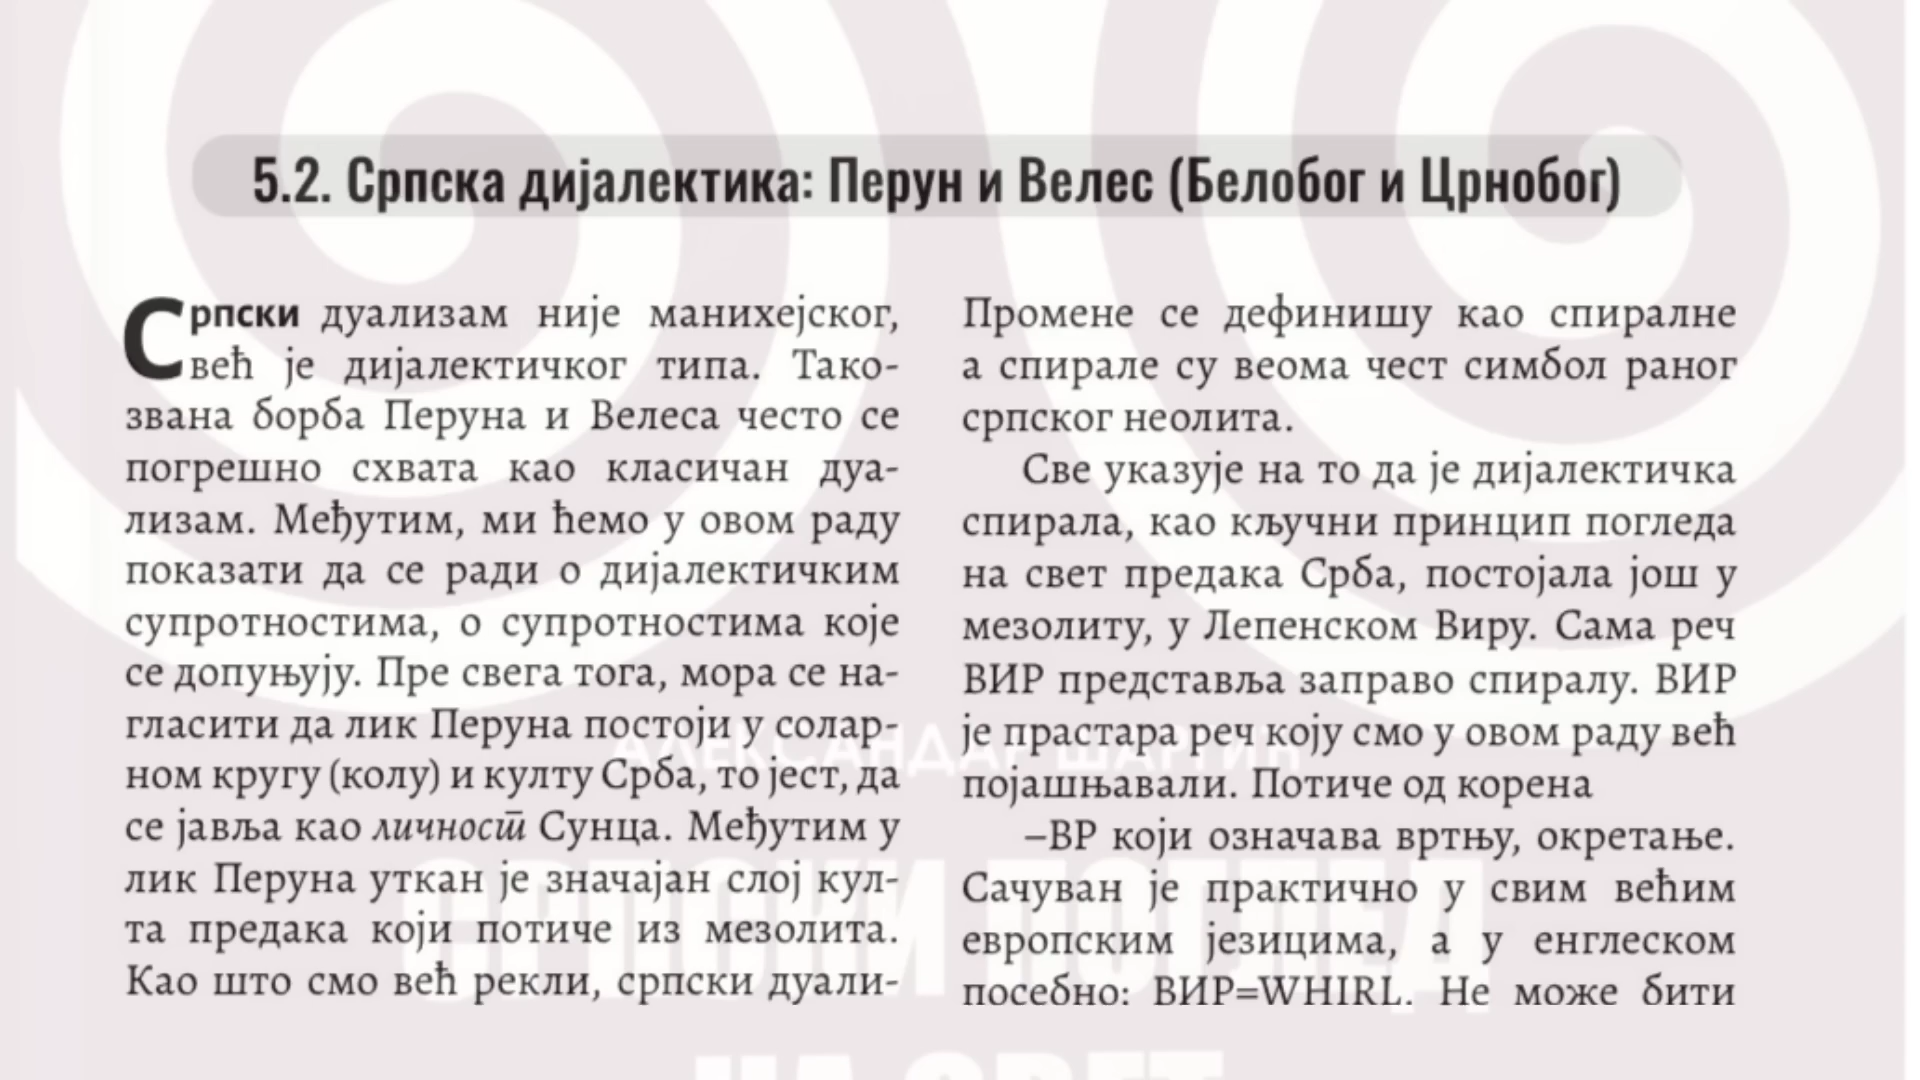 5.2. Српска дијалектика: Перун и Велес (Белобог и Црнобог)
Српски дуализам није манихејског,
већ је дијалектичког типа. Тако-
звана борба Перуна и Велеса често се
погрешно схвата као класичан дуа-
лизам. Међутим, ми ћемо у овом раду
показати да се ради о дијалектичким
супротностима, о супротностима које
се допуњују. Пре свега тога, мора се на-
гласити да лик Перуна постоји у солар-
ном кругу (колу) и култу Срба, то јест, да
се јавља као личност Сунца. Међутим у
лик Перуна уткан је значајан слој кул-
та предака који потиче из мезолита.
Као што смо већ рекли, српски дуали-
Промене се дефинишу као спиралне
а спирале су веома чест симбол раног
српског неолита.
Све указује на то да је дијалектичка
спирала, као кључни принцип погледа
на свет предака Срба, постојала још у
мезолиту, у Лепенском Виру. Сама реч
ВИР представља заправо спиралу. ВИР
је прастара реч коју смо у овом раду већ
појашњавали. Потиче од корена
–ВР који означава вртњу, окретање.
Сачуван је практично у свим већим
европским језицима, а у енглеском
посебно: ВИР=WHIRL. Не може бити
АЛЕКСАНДАР ШАРГИЋ
СРПСКИ ПОГЛЕД
НА СВЕТ